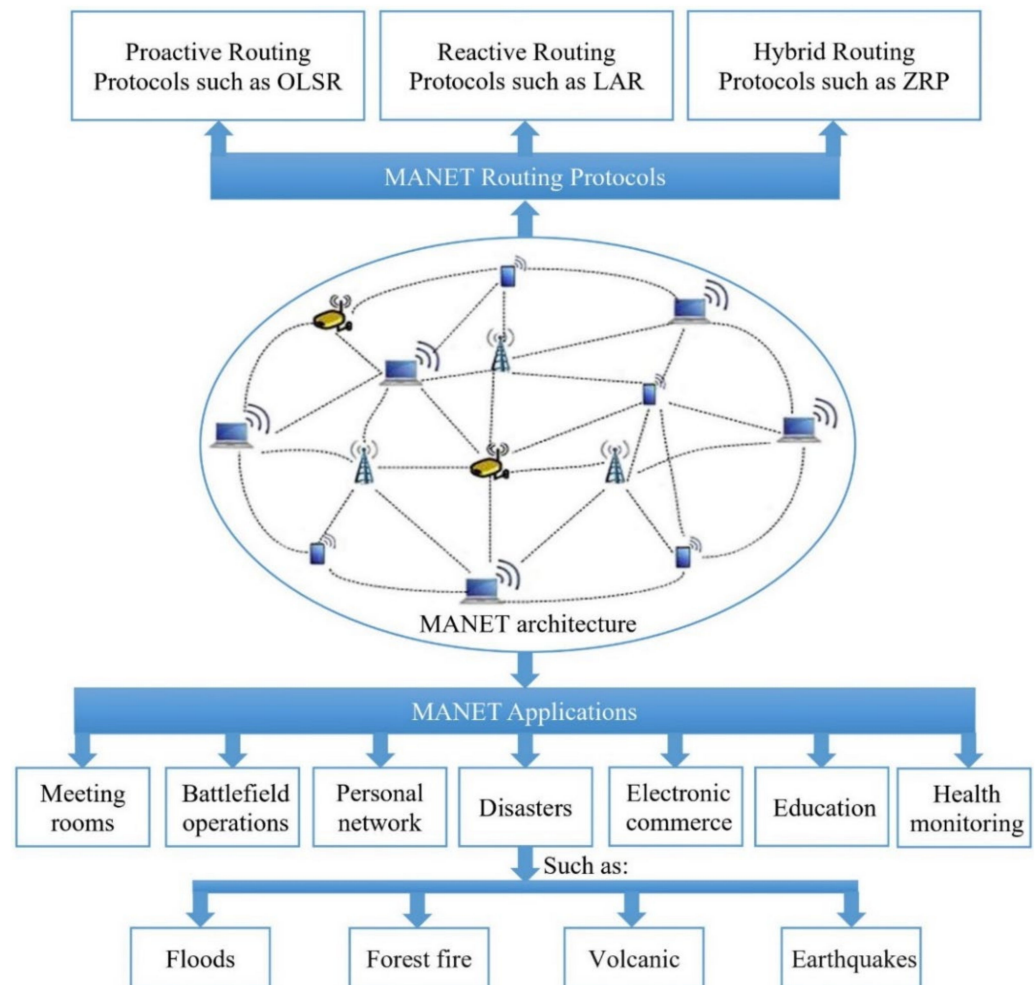 Proactive Routing
Protocols such as OLSR
Reactive Routing
Protocols such as LAR
Hybrid Routing
Protocols such as ZRP
MANET Routing Protocols
MANET architecture
MANET Applications
Meeting
rooms
Battlefield
operations
Personal
network
Disasters
Electronic
commerce
Education
Health
monitoring
Such as:
Floods
Forest fire
Volcanic
Earthquakes